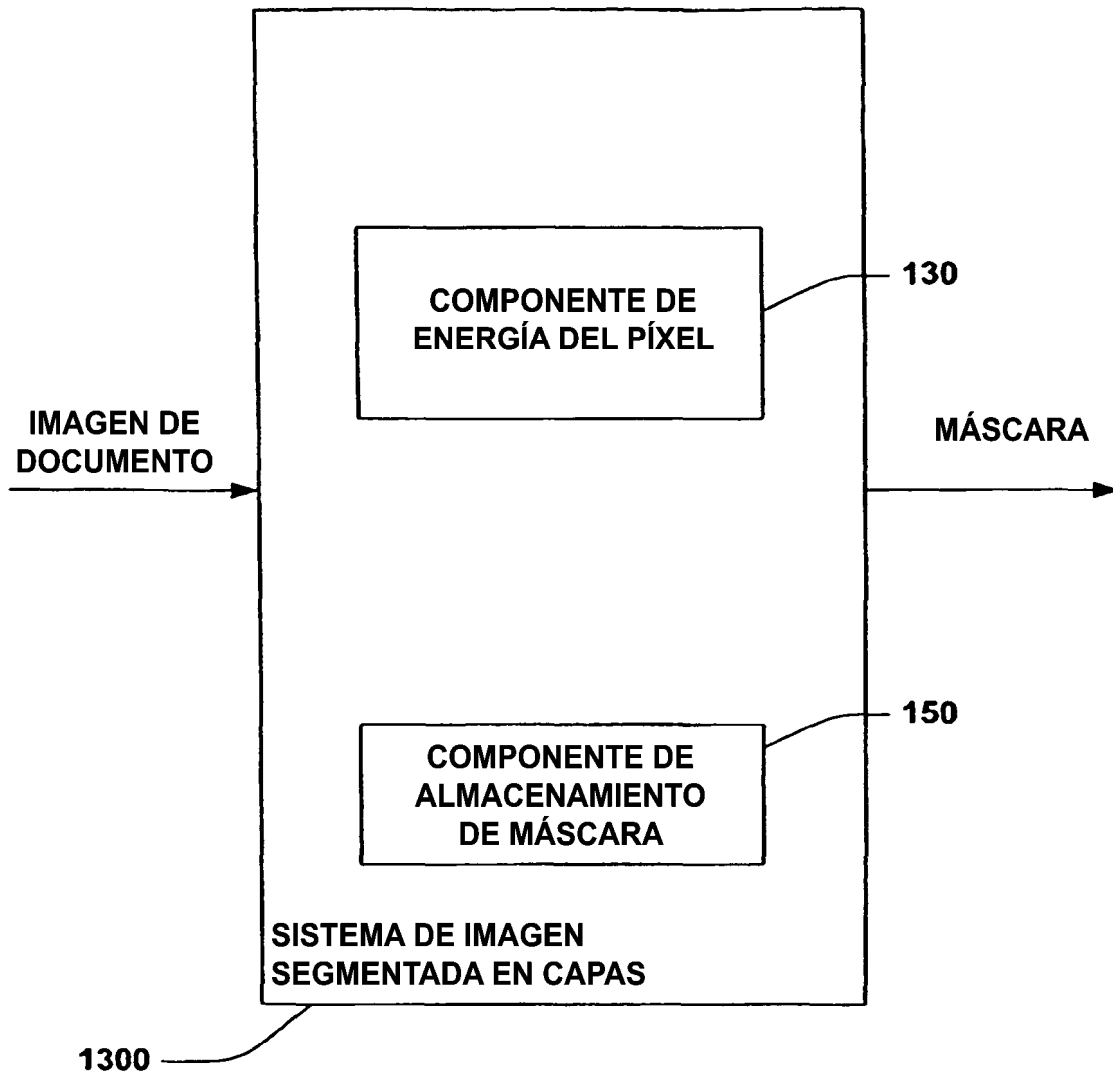 COMPONENTE DE
ENERGÍA DEL PÍXEL
130
IMAGEN DE
DOCUMENTO
MÁSCARA
150
COMPONENTE DE
ALMACENAMIENTO
DE MÁSCARA
SISTEMA DE IMAGEN
SEGMENTADA EN CAPAS
1300